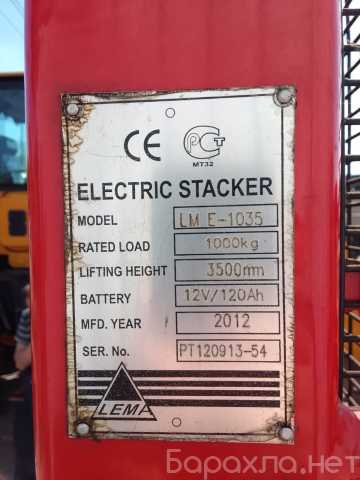 CE PCT
MT32
ELECTRIC STACKER
MODEL LM E-1035
RATED LOAD 1000kg
LIFTING HEIGHT 3500mm
BATTERY 12V/120Ah
MFD. YEAR 2012
SER. No. PT120913-54
LEMA
Барахла.нет